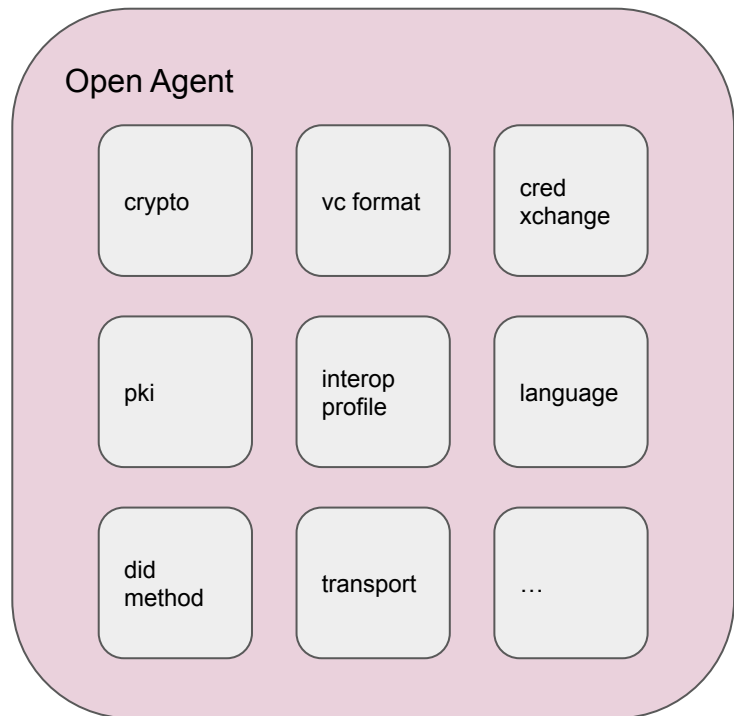 Open Agent
crypto
vc format
cred
xchange
pki
interop
profile
language
did
method
transport
…